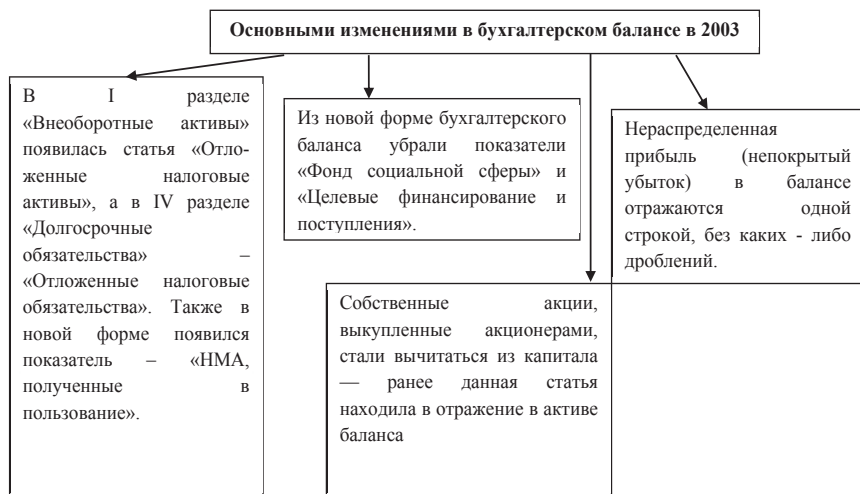 Основными изменениями в бухгалтерском балансе в 2003
В I разделе
«Внеоборотные активы»
появилась статья «Отло-
женные налоговые
активы», а в IV разделе
«Долгосрочные
обязательства» –
«Отложенные налоговые
обязательства». Также в
новой форме появился
показатель – «НМА,
полученные в
пользование».
Из новой форме бухгалтерского
баланса убрали показатели
«Фонд социальной сферы» и
«Целевые финансирование и
поступления».
Собственные акции,
выкупленные акционерами,
стали вычитаться из капитала
— ранее данная статья
находила в отражение в активе
баланса
Нераспределенная
прибыль (непокрытый
убыток) в балансе
отражаются одной
строкой, без каких - либо
дроблений.